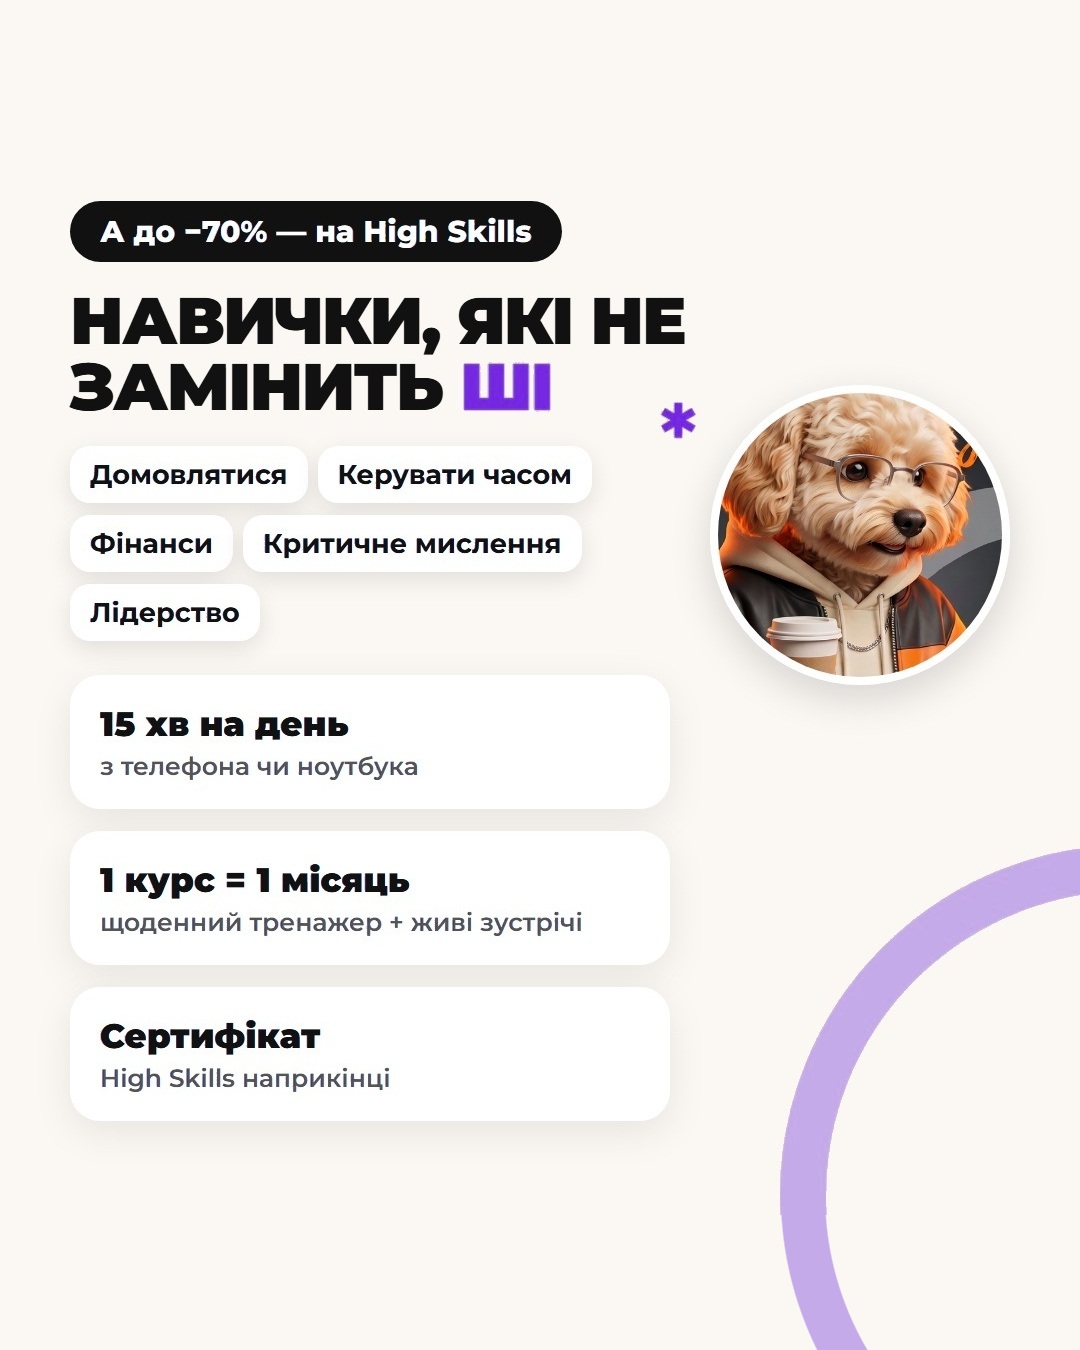 А до −70% — на High Skills
НАВИЧКИ, ЯКІ НЕ
ЗАМІНИТЬ ШІ
*
Домовлятися
Керувати часом
Фінанси
Критичне мислення
Лідерство
15 хв на день
з телефона чи ноутбука
1 курс = 1 місяць
щоденний тренажер + живі зустрічі
Сертифікат
High Skills наприкінці